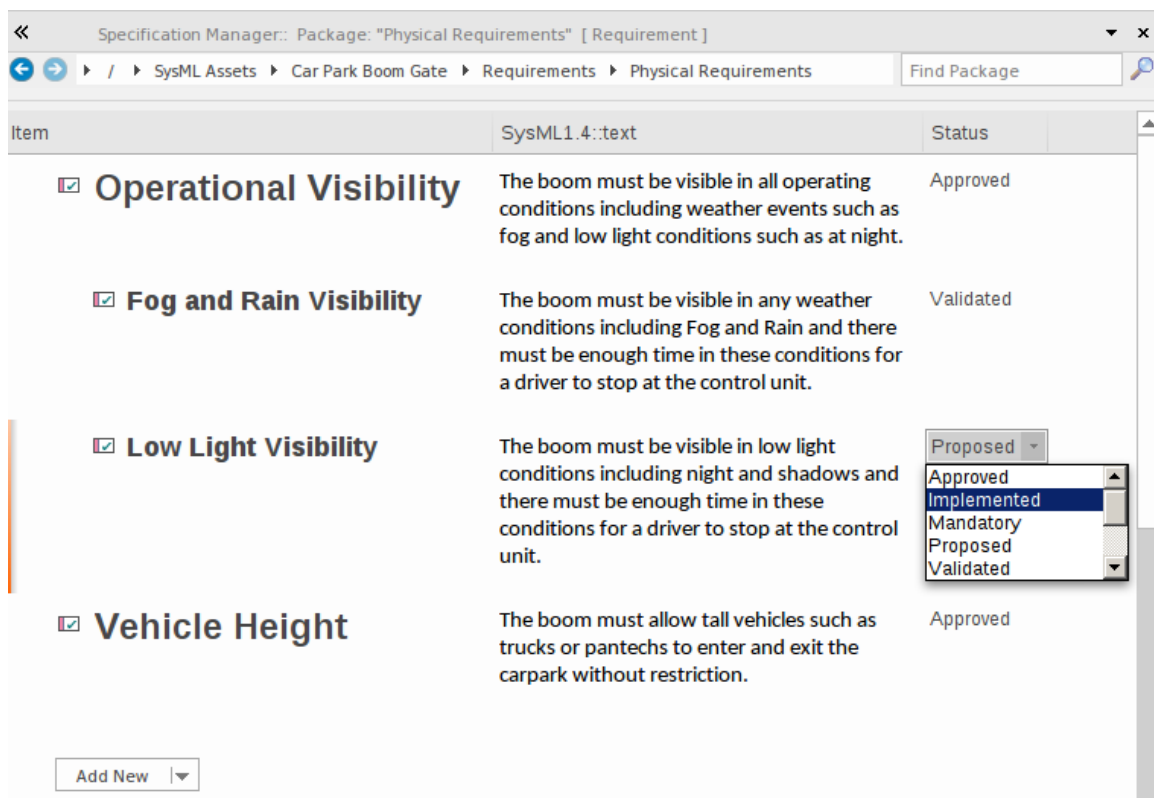 Specification Manager:: Package: "Physical Requirements" [ Requirement ]
/ SysML Assets Car Park Boom Gate Requirements Physical Requirements Find Package
Item SysML1.4::text Status
Operational Visibility The boom must be visible in all operating Approved
conditions including weather events such as
fog and low light conditions such as at night.
Fog and Rain Visibility The boom must be visible in any weather Validated
conditions including Fog and Rain and there
must be enough time in these conditions for
a driver to stop at the control unit.
Low Light Visibility The boom must be visible in low light Proposed
conditions including night and shadows and Approved
there must be enough time in these Implemented
conditions for a driver to stop at the control Mandatory
unit. Proposed
Validated
Vehicle Height The boom must allow tall vehicles such as Approved
trucks or pantechs to enter and exit the
carpark without restriction.
Add New